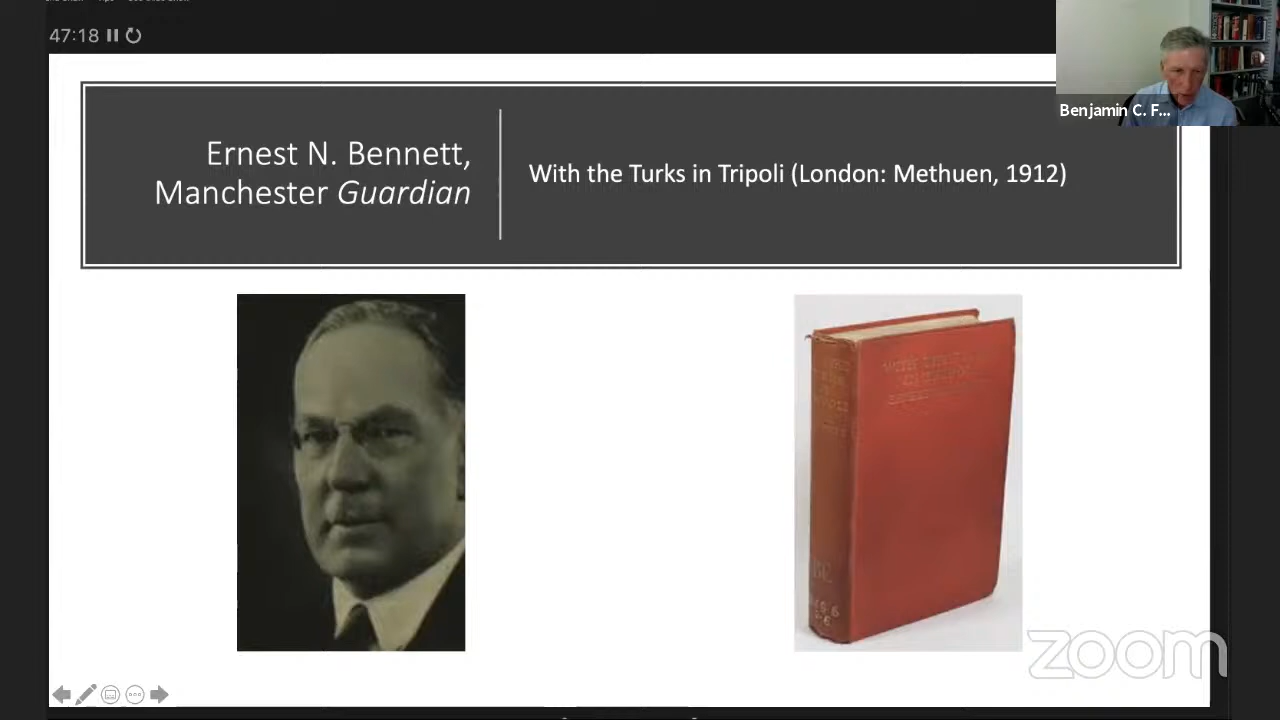 47:18
Benjamin C. F...
Ernest N. Bennett,
Manchester Guardian
With the Turks in Tripoli (London: Methuen, 1912)
zoom